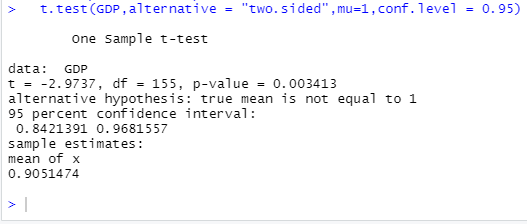 >   t.test(GDP,alternative = "two.sided",mu=1,conf.level = 0.95)
One Sample t-test
data:  GDP
t = -2.9737, df = 155, p-value = 0.003413
alternative hypothesis: true mean is not equal to 1
95 percent confidence interval:
 0.8421391 0.9681557
sample estimates:
mean of x
0.9051474
>